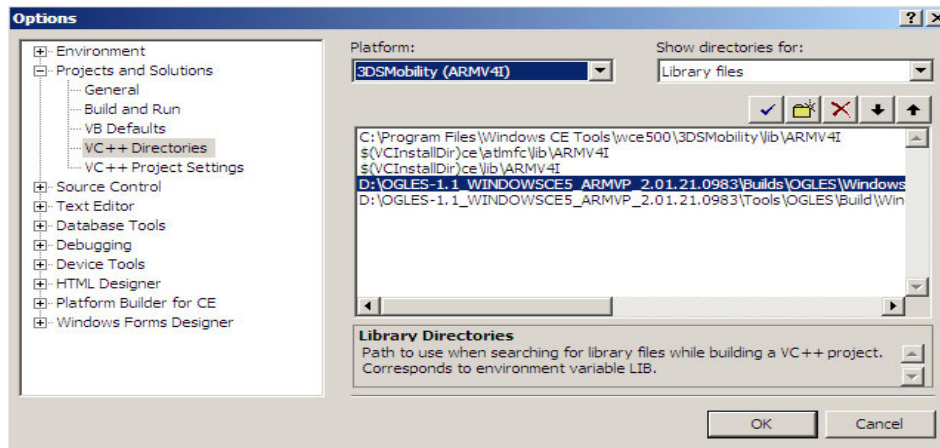 Options
Environment
Projects and Solutions
General
Build and Run
VB Defaults
VC++ Directories
VC++ Project Settings
Source Control
Text Editor
Database Tools
Debugging
Device Tools
HTML Designer
Platform Builder for CE
Windows Forms Designer
Platform:
3DSMobility (ARMV4I)
Show directories for:
Library files
C:\Program Files\Windows CE Tools\wce500\3DSMobility\lib\ARMV4I
$(VCInstallDir)ce\atlmfc\lib\ARMV4I
$(VCInstallDir)ce\lib\ARMV4I
D:\OGLES-1.1_WINDOWSCE5_ARMVP_2.01.21.0983\Builds\OGLES\Windows
D:\OGLES-1.1_WINDOWSCE5_ARMVP_2.01.21.0983\Tools\OGLES\Build\Win
Library Directories
Path to use when searching for library files while building a VC++ project.
Corresponds to environment variable LIB.
OK
Cancel